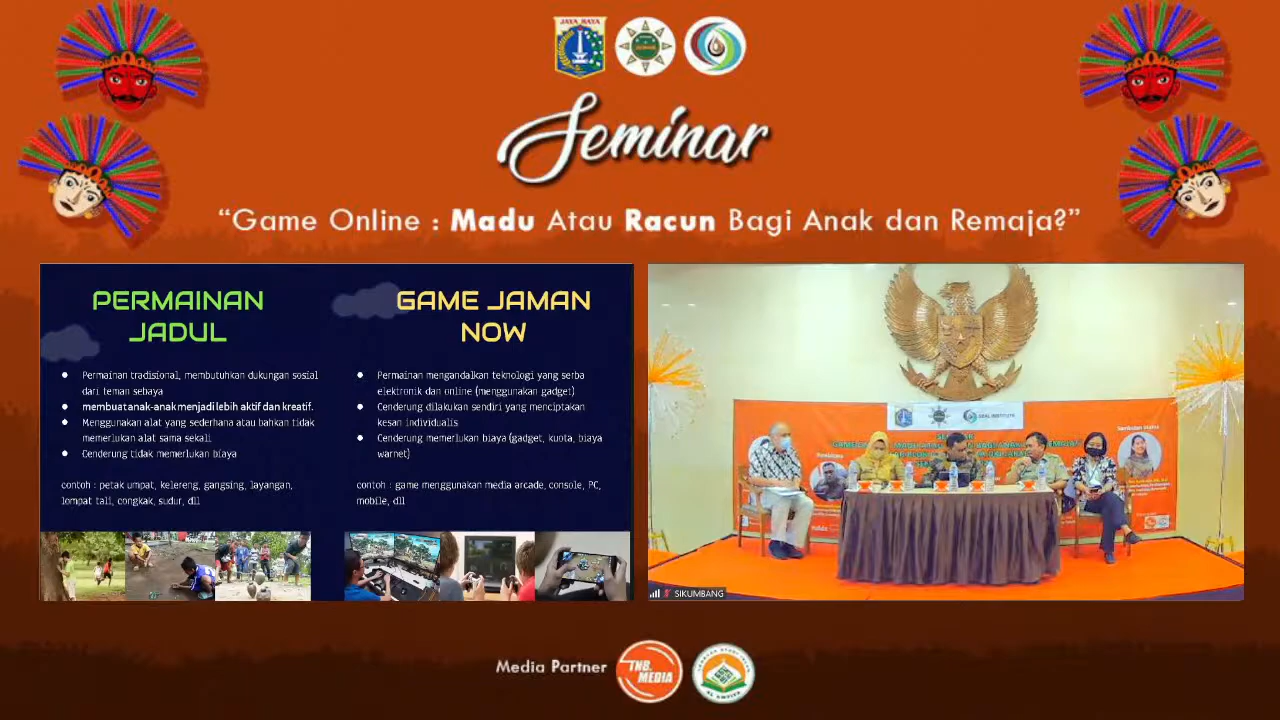 JAYA RAYA
Seminar
“Game Online : Madu Atau Racun Bagi Anak dan Remaja?”
PERMAINAN
JADUL
Permainan tradisional, membutuhkan dukungan sosial
dari teman sebaya
membuat anak-anak menjadi lebih aktif dan kreatif.
Menggunakan alat yang sederhana atau bahkan tidak
memerlukan alat sama sekali
Cenderung tidak memerlukan biaya
contoh : petak umpat, kelereng, gangsing, layangan,
lompat tali, congkak, sudur, dll
GAME JAMAN
NOW
Permainan mengandalkan teknologi yang serba
elektronik dan online (menggunakan gadget)
Cenderung dilakukan sendiri yang menciptakan
kesan individualis
Cenderung memerlukan biaya (gadget, kuota, biaya
warnet)
contoh : game menggunakan media arcade, console, PC,
mobile, dll
SIKUMBANG
Media Partner
TNB.
MEDIA